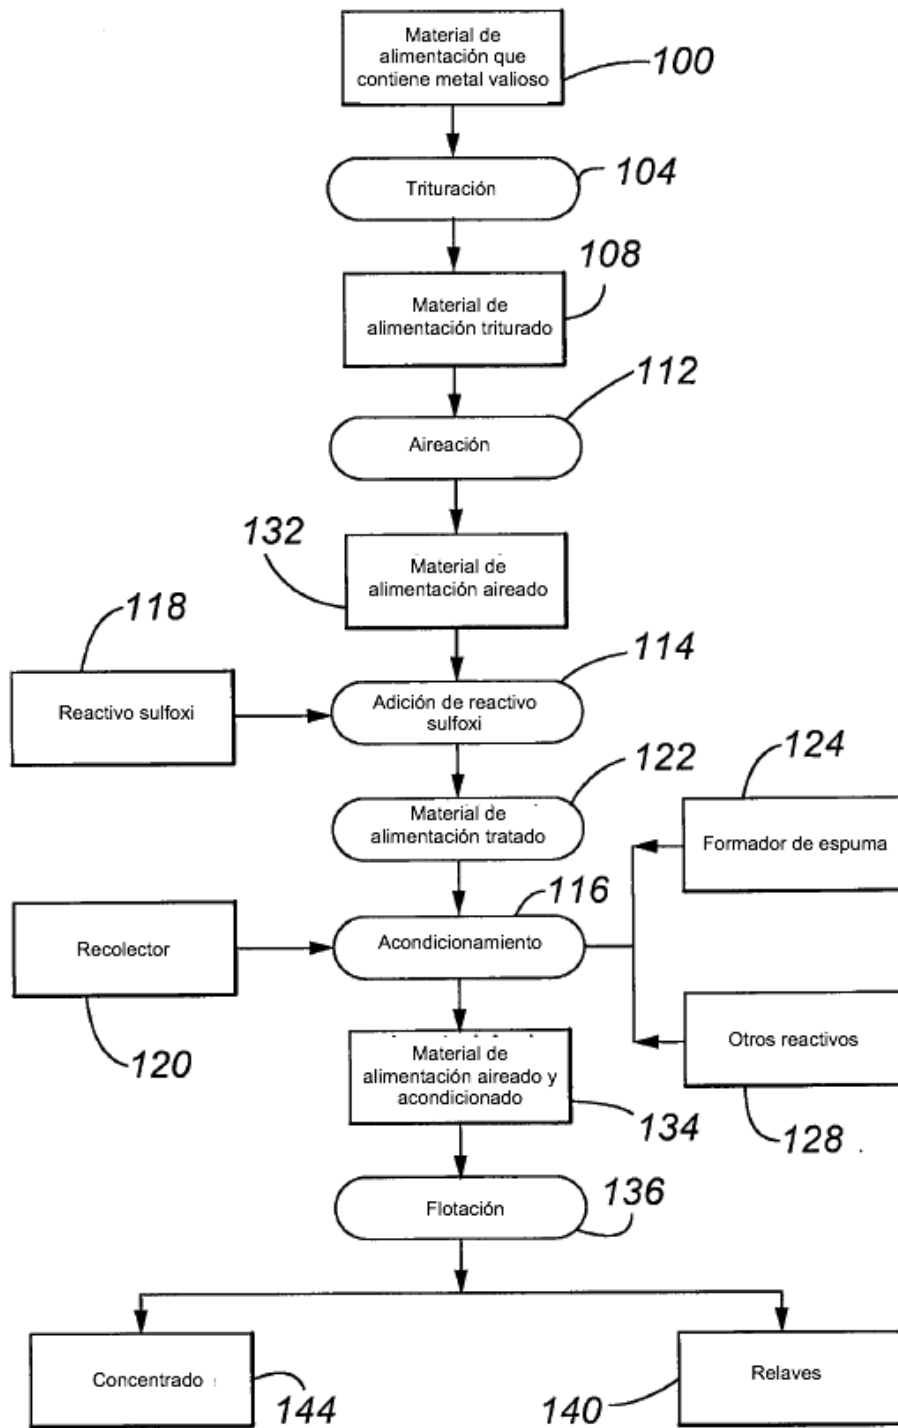 Material de
alimentación que
contiene metal valioso
100
Trituración
104
108
Material de
alimentación triturado
112
Aireación
132
Material de
alimentación aireado
118
114
Reactivo sulfoxi
Adición de reactivo
sulfoxi
122
124
Material de
alimentación tratado
Formador de espuma
116
Recolector
Acondicionamiento
120
Material de
alimentación aireado y
acondicionado
Otros reactivos
134
128
136
Flotación
Concentrado
144
Relaves
140